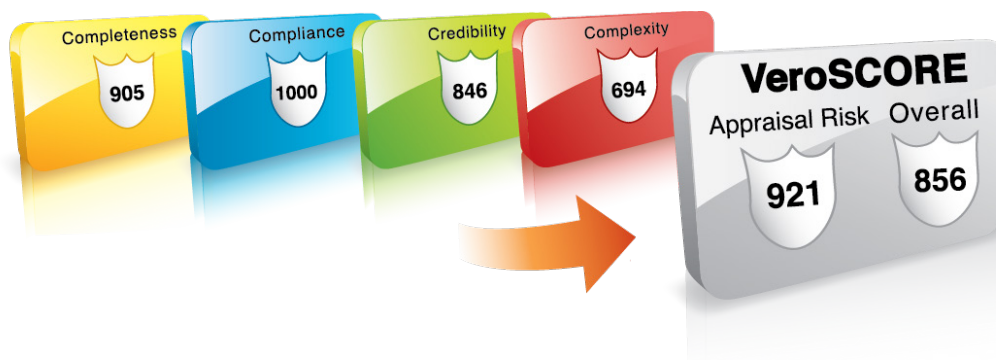 Completeness
905
Compliance
1000
Credibility
846
Complexity
694
VeroSCORE
Appraisal Risk Overall
921 856